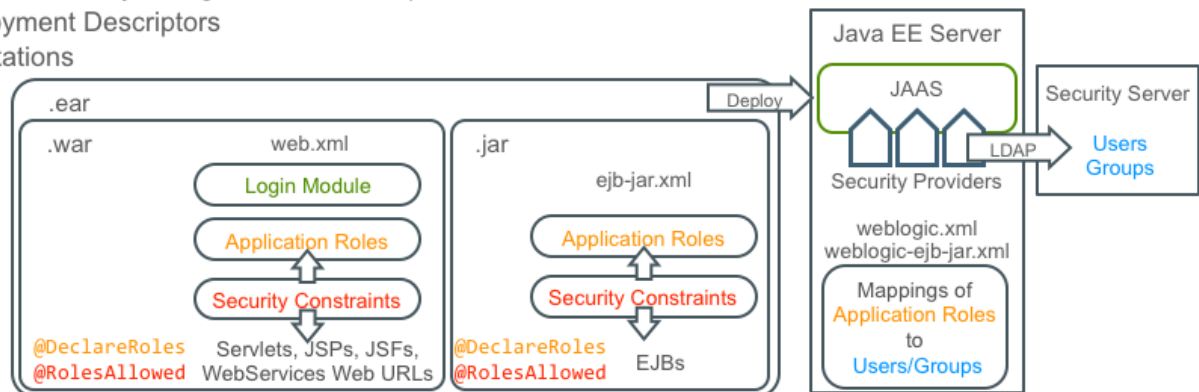 Deployment Descriptors
Java EE Server
.ear
Deploy
JAAS
Security Server
.war
web.xml
.jar
LDAP
Users
Groups
Login Module
ejb-jar.xml
Security Providers
Application Roles
Application Roles
weblogic.xml
weblogic-ejb-jar.xml
Security Constraints
Security Constraints
Mappings of
Application Roles
to
Users/Groups
@DeclareRoles
Servlets, JSPs, JSFs,
@RolesAllowed
WebServices Web URLs
@DeclareRoles
EJBs
@RolesAllowed